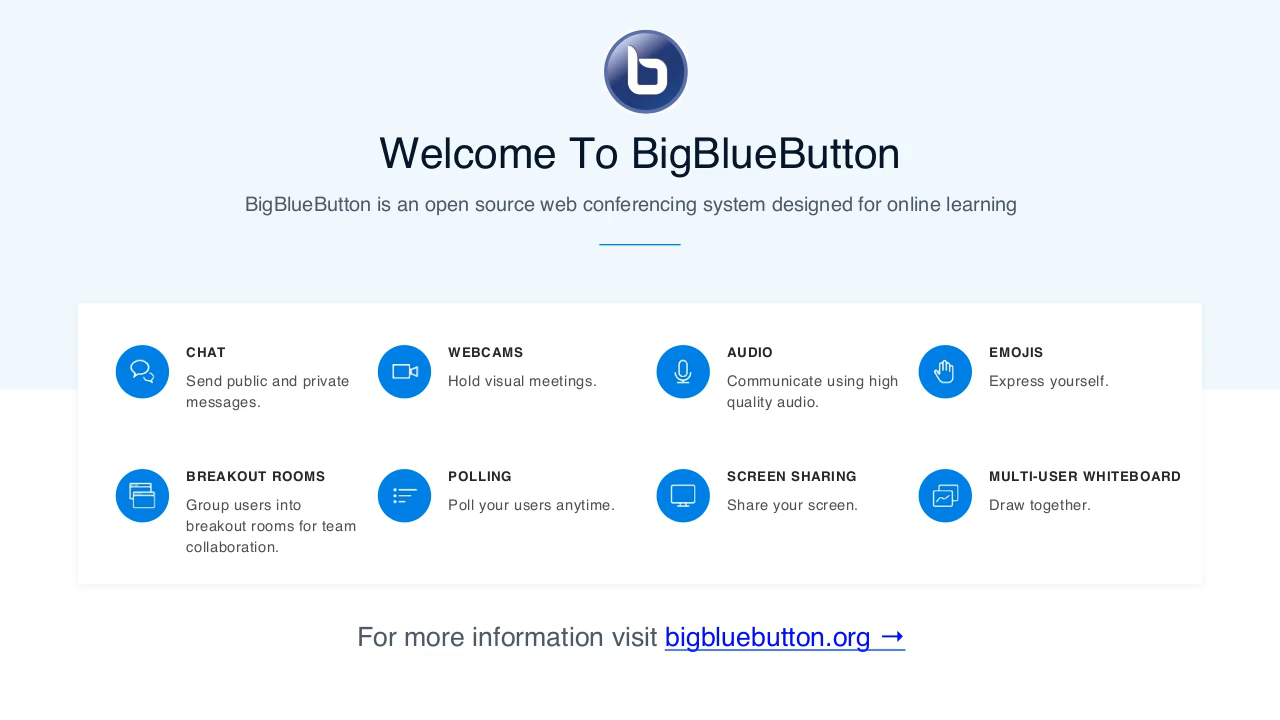 Welcome To BigBlueButton
BigBlueButton is an open source web conferencing system designed for online learning
CHAT
Send public and private
messages.
WEBCAMS
Hold visual meetings.
AUDIO
Communicate using high
quality audio.
EMOJIS
Express yourself.
BREAKOUT ROOMS
Group users into
breakout rooms for team
collaboration.
POLLING
Poll your users anytime.
SCREEN SHARING
Share your screen.
MULTI-USER WHITEBOARD
Draw together.
For more information visit bigbluebutton.org →